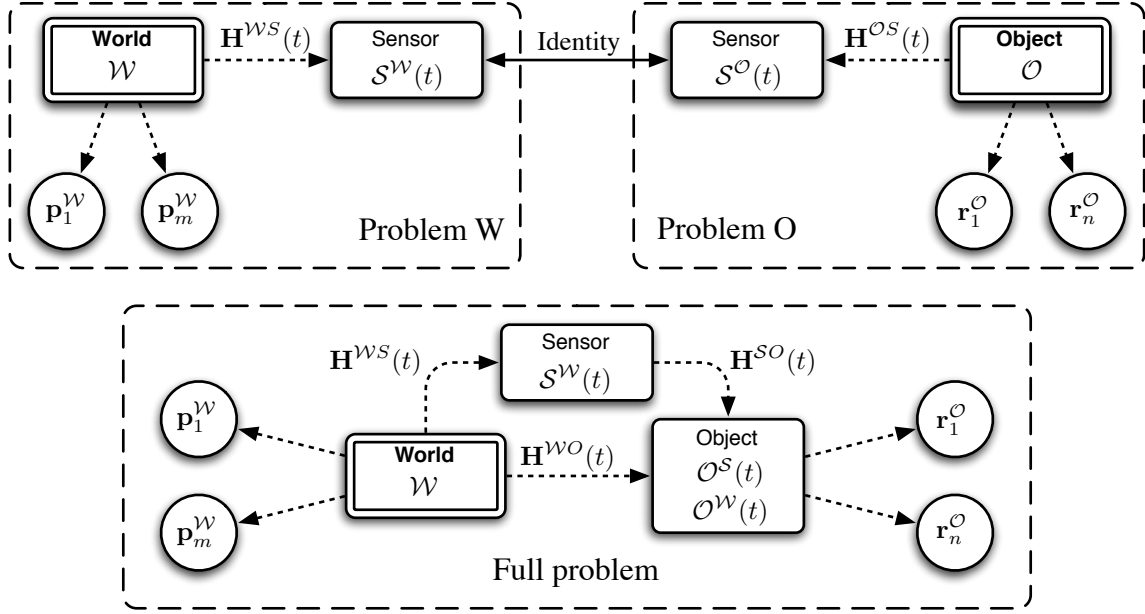 World
𝒲
𝐇^{𝒲S}(t)
Sensor
𝒮^𝒲(t)
Identity
Sensor
𝒮^𝒪(t)
𝐇^{𝒪S}(t)
Object
𝒪
𝐩_1^𝒲
𝐩_m^𝒲
Problem W
Problem O
𝐫_1^𝒪
𝐫_n^𝒪
𝐇^{𝒲S}(t)
Sensor
𝒮^𝒲(t)
𝐇^{𝒮O}(t)
𝐩_1^𝒲
𝐩_m^𝒲
World
𝒲
𝐇^{𝒲O}(t)
Object
𝒪^𝒮(t)
𝒪^𝒲(t)
𝐫_1^𝒪
𝐫_n^𝒪
Full problem